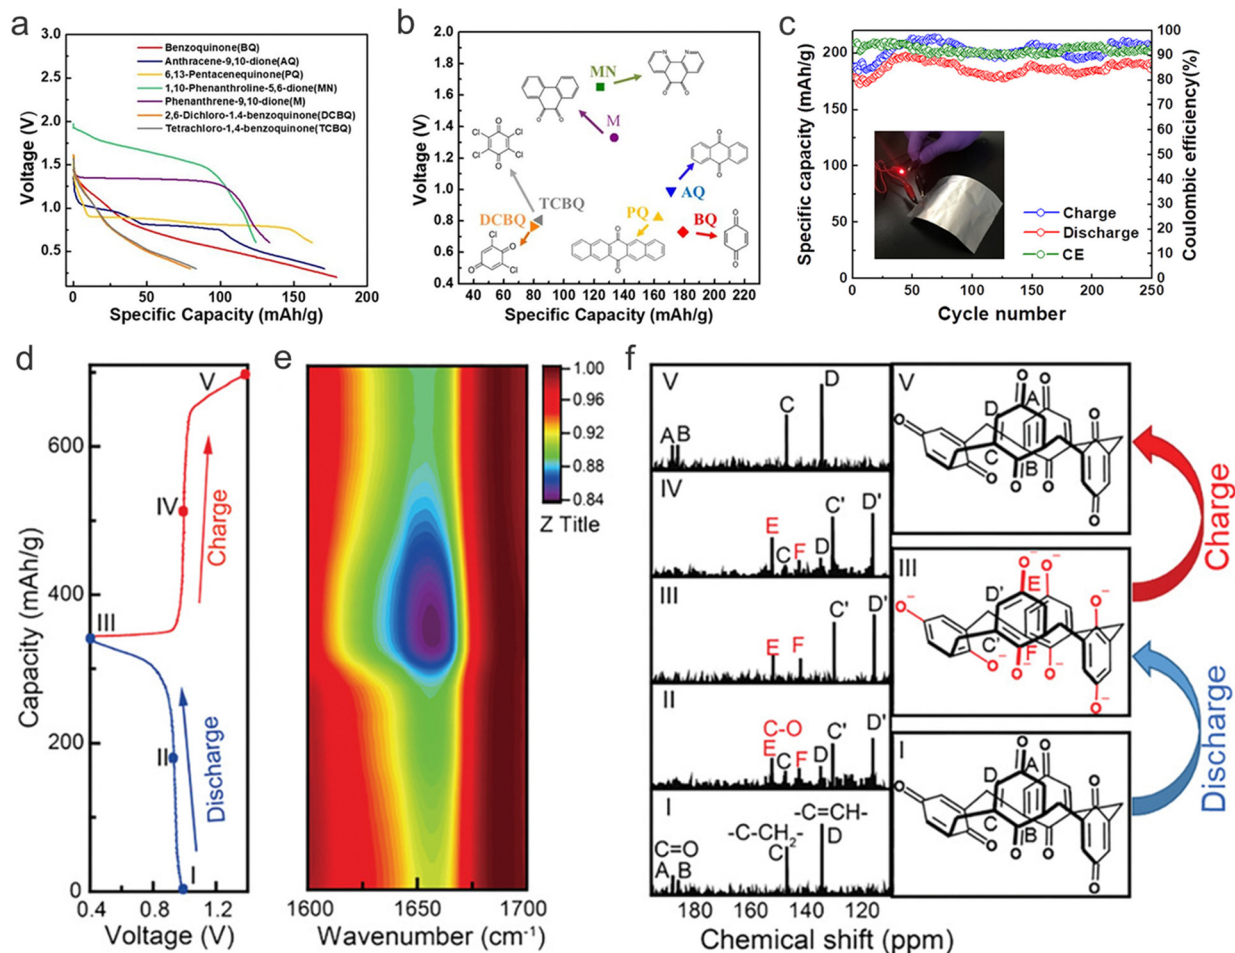 a
3.0
2.5
2.0
1.5
1.0
0.5
0.0
Voltage (V)
Benzoquinone(BQ)
Anthracene-9,10-dione(AQ)
6,13-Pentacenequinone(PQ)
1,10-Phenanthroline-5,6-dione(MN)
Phenanthrene-9,10-dione(M)
2,6-Dichloro-1,4-benzoquinone(DCBQ)
Tetrachloro-1,4-benzoquinone(TCBQ)
0 50 100 150 200
Specific Capacity (mAh/g)
b
2.0
1.8
1.6
1.4
1.2
1.0
0.8
0.6
0.4
Voltage (V)
MN
N N
O O
M
O O
Cl O Cl
Cl O Cl
TCBQ
DCBQ
Cl O
O Cl
O
O
AQ
PQ
O
O
BQ
O
O
40 60 80 100 120 140 160 180 200 220
Specific Capacity (mAh/g)
c
200
150
100
50
0
Specific capacity (mAh/g)
100
90
80
70
60
50
40
30
20
10
0
Coulombic efficiency(%)
Charge
Discharge
CE
0 50 100 150 200 250
Cycle number
d
600
400
200
0
Capacity (mAh/g)
V
IV
Charge
III
II
Discharge
I
0.4 0.8 1.2
Voltage (V)
e
1.00
0.96
0.92
0.88
0.84
Z Title
1600 1650 1700
Wavenumber (cm⁻¹)
f
V
A B C D
IV
E C F D C' D'
III
E F C' D'
II
C-O
E C F D C' D'
I
C=O
A B
-C-CH₂-
C
-C=CH-
D
180 160 140 120
Chemical shift (ppm)
V
O O O O
D A
C B
O O O O
III
O⁻ O⁻ O⁻ O⁻
D' E
C' F
O⁻ O⁻ O⁻ O⁻
I
O O O O
D A
C B
O O O O
Charge
Discharge